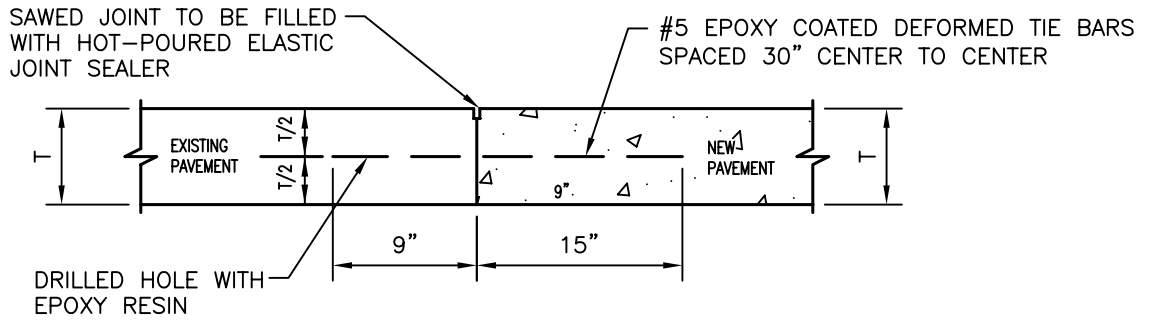 SAWED JOINT TO BE FILLED
WITH HOT-POURED ELASTIC
JOINT SEALER
#5 EPOXY COATED DEFORMED TIE BARS
SPACED 30" CENTER TO CENTER
T
EXISTING
PAVEMENT
T/2
T/2
NEW
PAVEMENT
9"
T
9"
15"
DRILLED HOLE WITH
EPOXY RESIN